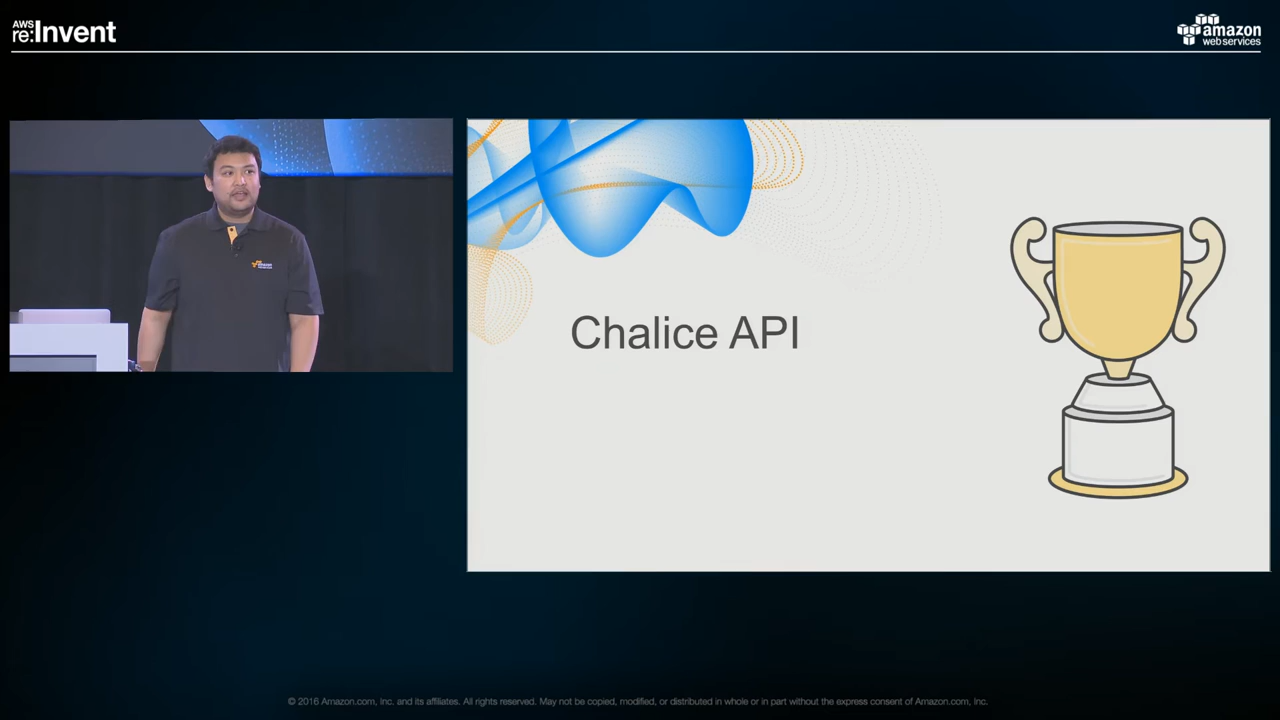 AWS
re:Invent
amazon
web services
amazon
Chalice API
© 2016 Amazon.com, Inc. and its affiliates. All rights reserved. May not be copied, modified, or distributed in whole or in part without the express consent of Amazon.com, Inc.